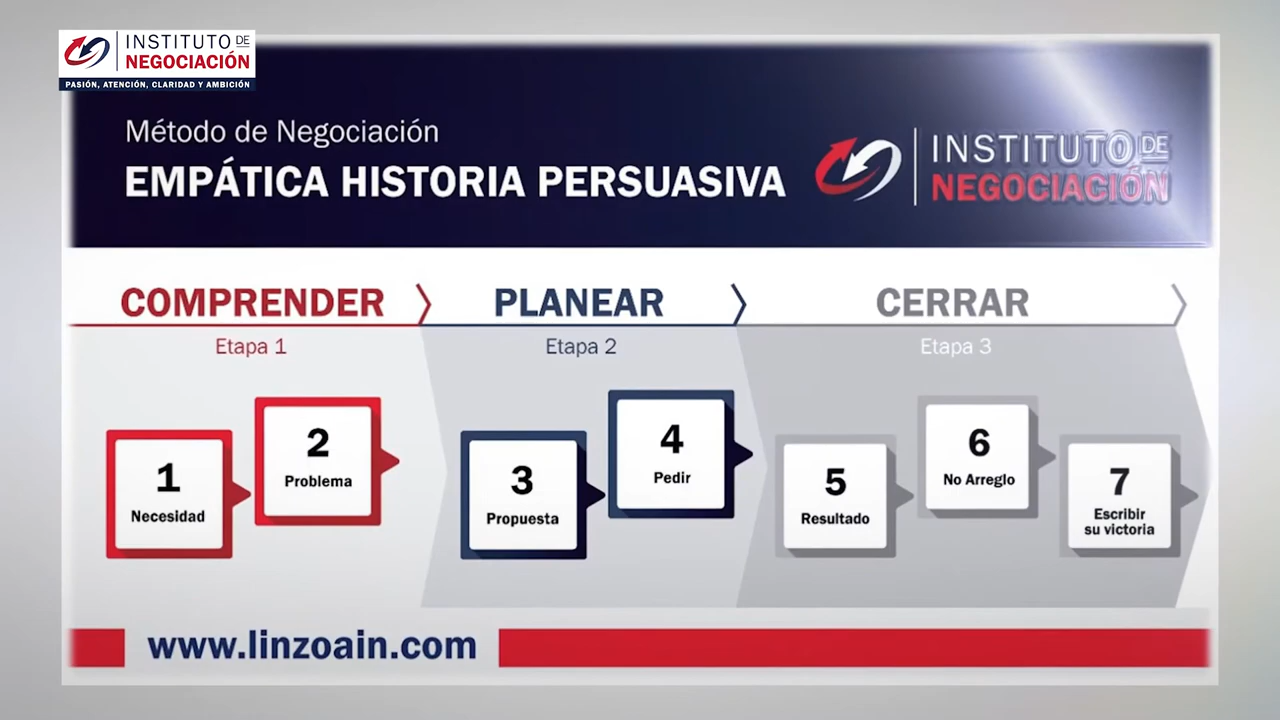 INSTITUTO DE
NEGOCIACIÓN
PASIÓN, ATENCIÓN, CLARIDAD Y AMBICIÓN
Método de Negociación
EMPÁTICA HISTORIA PERSUASIVA
INSTITUTO DE
NEGOCIACIÓN
COMPRENDER
Etapa 1
PLANEAR
Etapa 2
CERRAR
Etapa 3
1
Necesidad
2
Problema
3
Propuesta
4
Pedir
5
Resultado
6
No Arreglo
7
Escribir
su victoria
www.linzoain.com